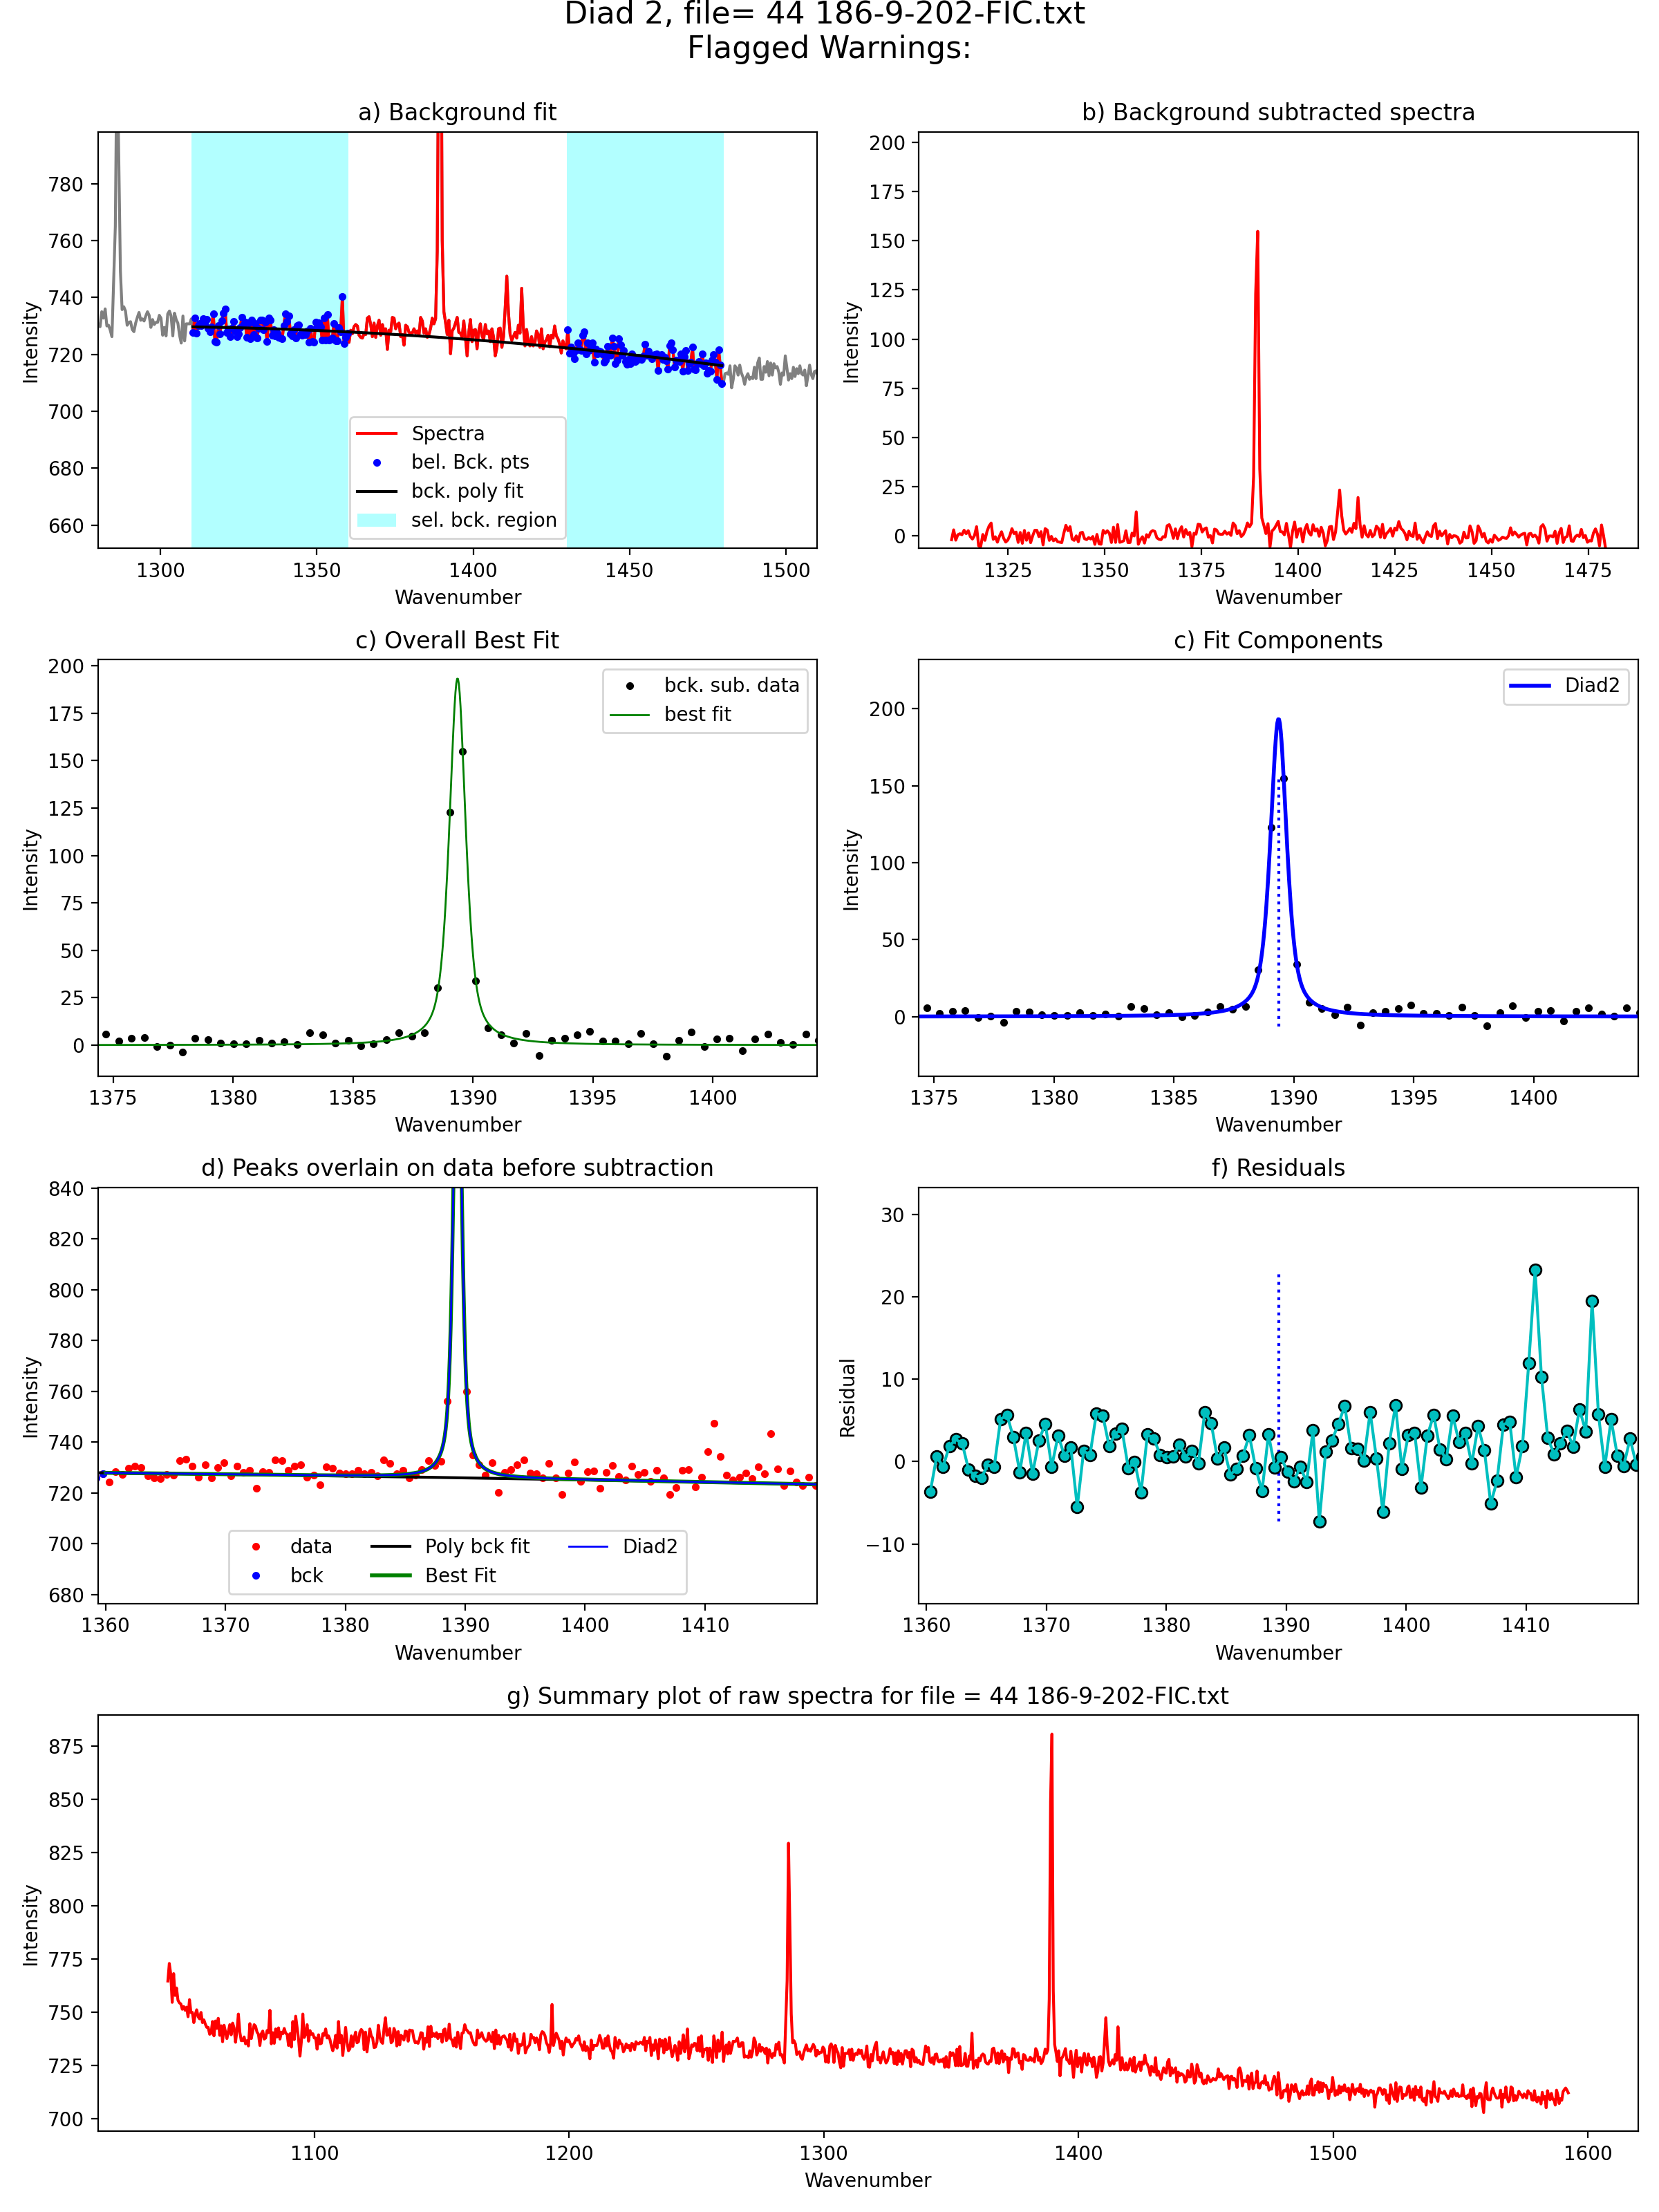 Diad 2, file= 44 186-9-202-FIC.txt
Flagged Warnings:
a) Background fit
Intensity
780
760
740
720
700
680
660
Spectra
bel. Bck. pts
bck. poly fit
sel. bck. region
1300 1350 1400 1450 1500
Wavenumber
b) Background subtracted spectra
Intensity
200
175
150
125
100
75
50
25
0
1325 1350 1375 1400 1425 1450 1475
Wavenumber
c) Overall Best Fit
Intensity
200
175
150
125
100
75
50
25
0
bck. sub. data
best fit
1375 1380 1385 1390 1395 1400
Wavenumber
c) Fit Components
Intensity
200
150
100
50
0
Diad2
1375 1380 1385 1390 1395 1400
Wavenumber
d) Peaks overlain on data before subtraction
Intensity
840
820
800
780
760
740
720
700
680
data Poly bck fit Diad2
bck Best Fit
1360 1370 1380 1390 1400 1410
Wavenumber
f) Residuals
Residual
30
20
10
0
−10
1360 1370 1380 1390 1400 1410
Wavenumber
g) Summary plot of raw spectra for file = 44 186-9-202-FIC.txt
Intensity
875
850
825
800
775
750
725
700
1100 1200 1300 1400 1500 1600
Wavenumber